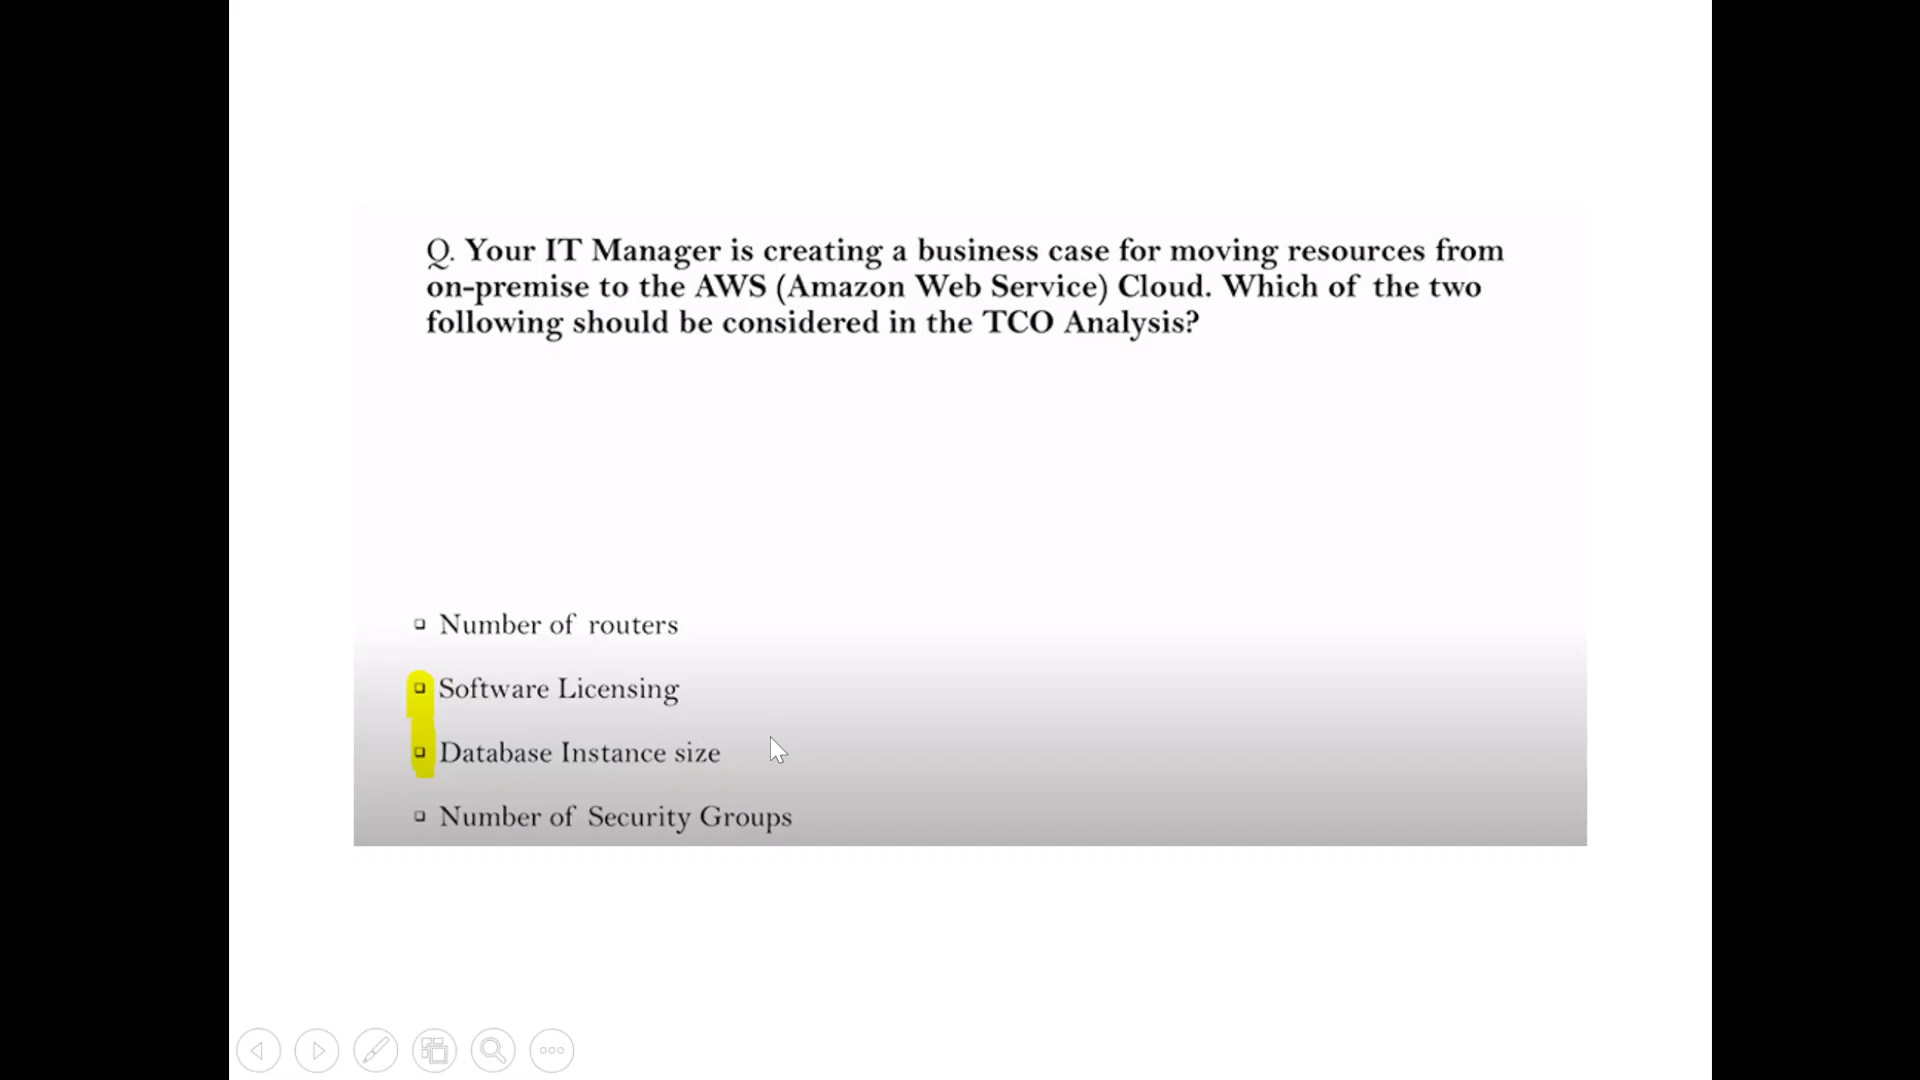 Q. Your IT Manager is creating a business case for moving resources from
on-premise to the AWS (Amazon Web Service) Cloud. Which of the two
following should be considered in the TCO Analysis?
Number of routers
Software Licensing
Database Instance size
Number of Security Groups